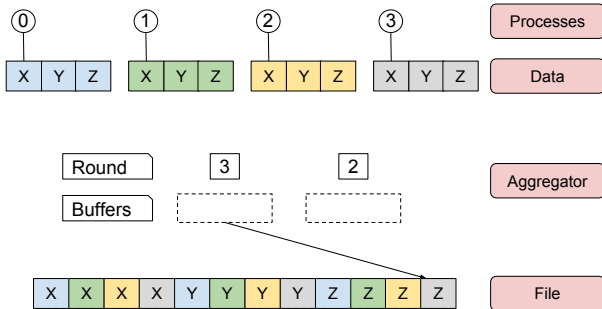 0 1 2 3 Processes
X Y Z X Y Z X Y Z X Y Z Data
Round 3 2
Aggregator
Buffers
X X X X Y Y Y Y Z Z Z Z File